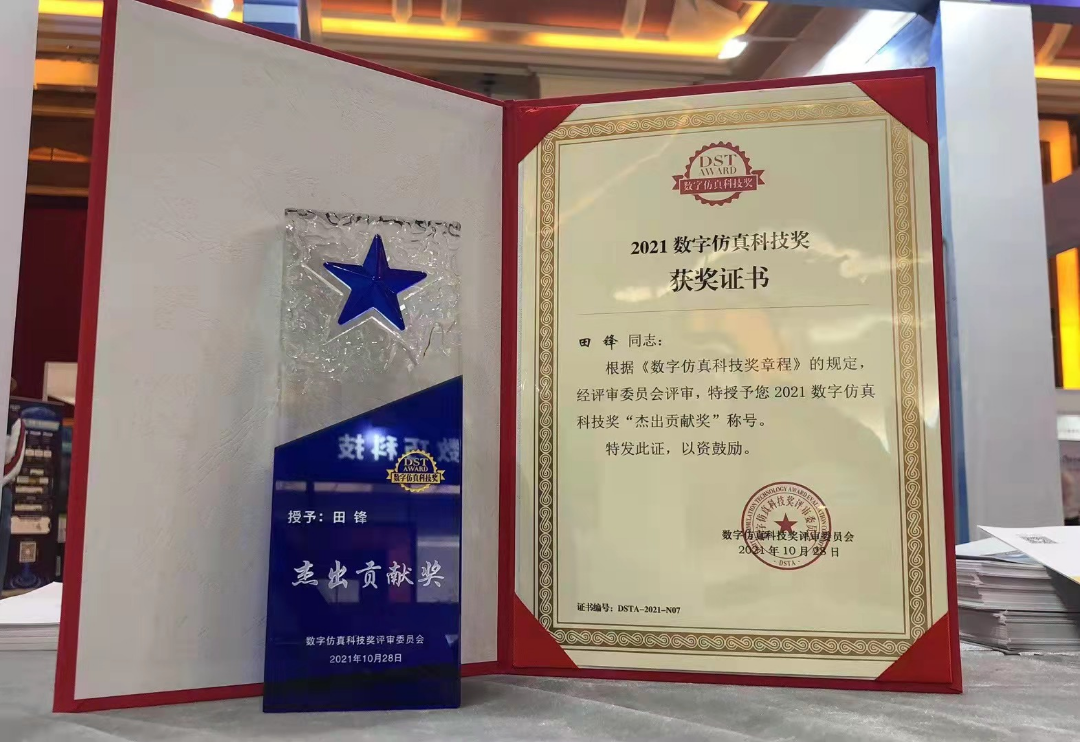 DST
AWARD
数字仿真科技奖
授予：田 锋
杰出贡献奖
数字仿真科技奖评审委员会
2021年10月28日
DST
AWARD
数字仿真科技奖
2021 数字仿真科技奖
获奖证书
田 锋 同志：
根据《数字仿真科技奖章程》的规定，
经评审委员会评审，特授予您 2021 数字仿真
科技奖“杰出贡献奖”称号。
特发此证，以资鼓励。
数字仿真科技奖评审委员会
2021 年 10 月 28 日
DSTA
证书编号：DSTA-2021-N07